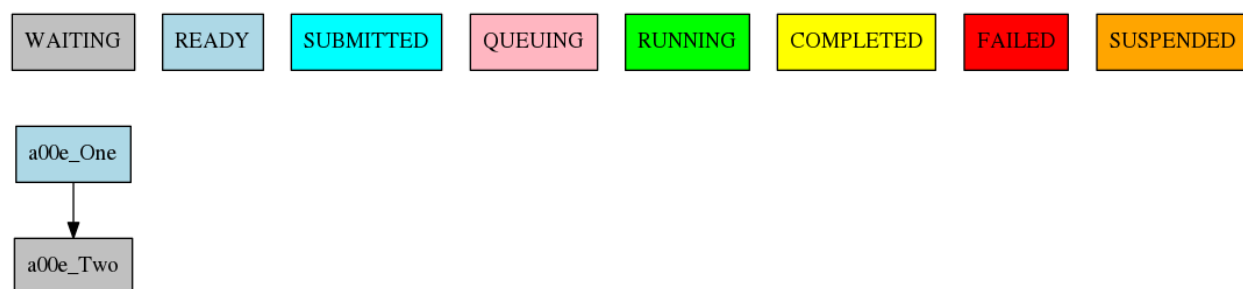 WAITING
READY
SUBMITTED
QUEUING
RUNNING
COMPLETED
FAILED
SUSPENDED
a00e_One
a00e_Two